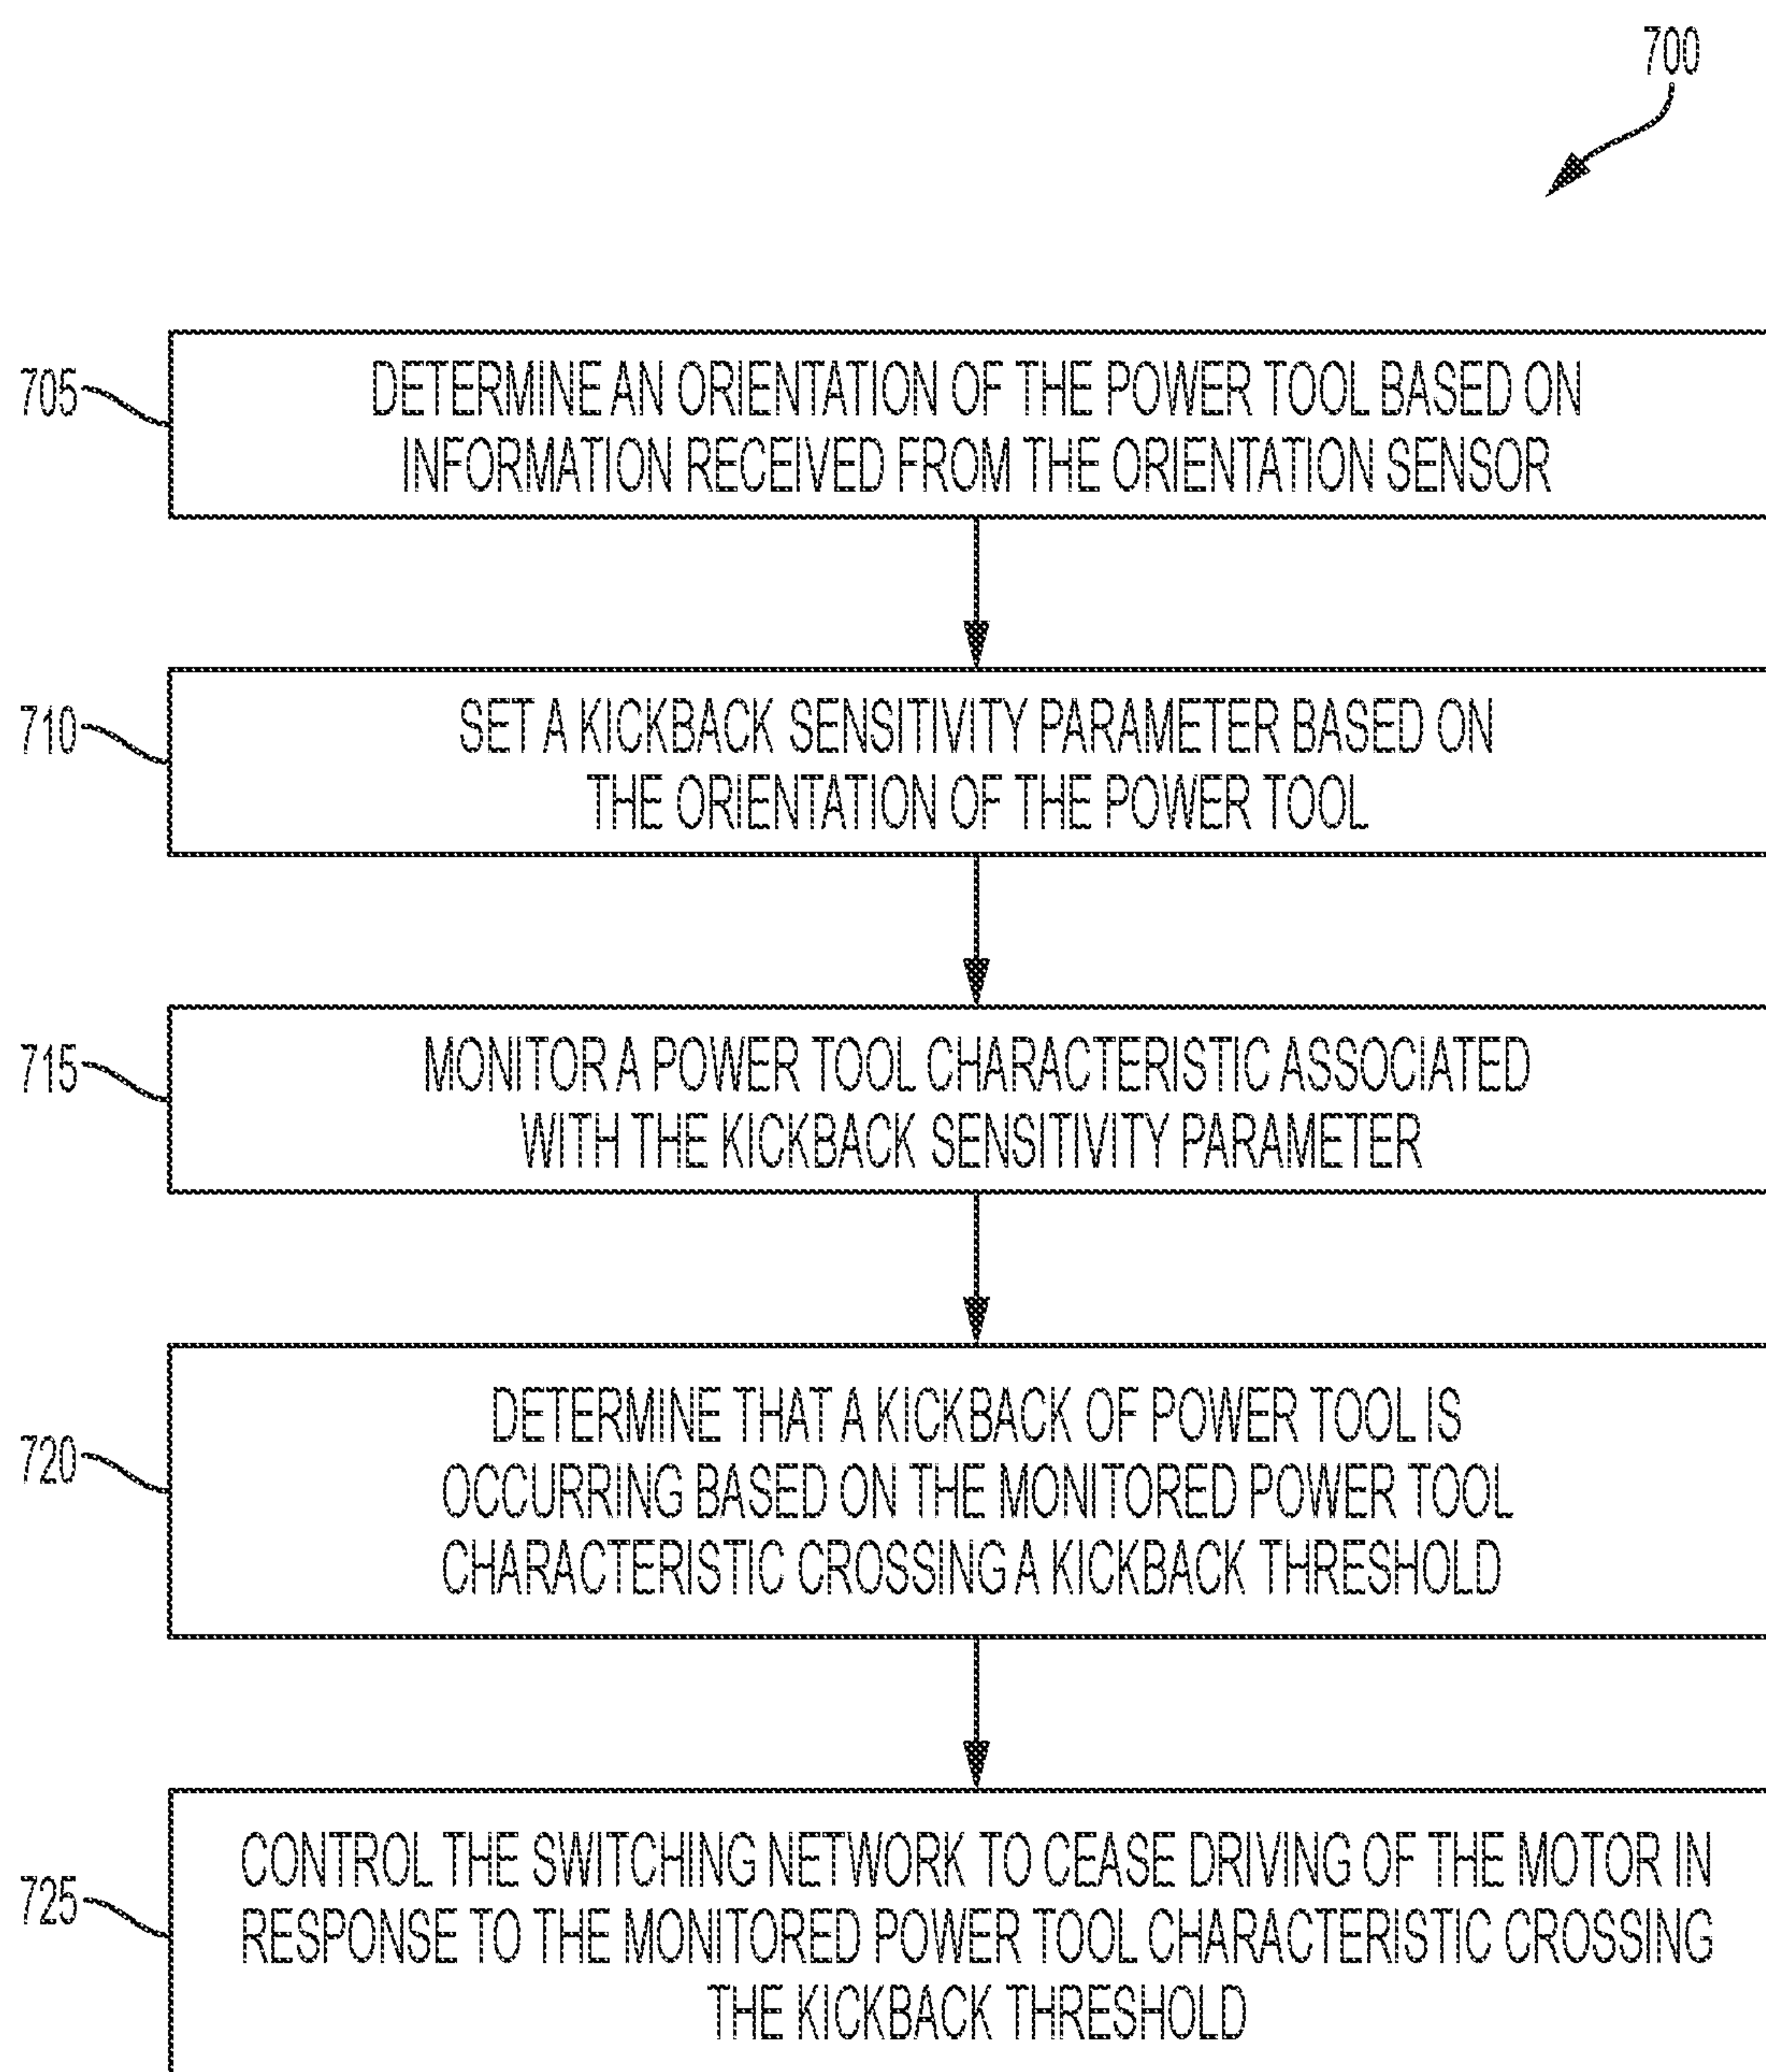 700
705
DETERMINE AN ORIENTATION OF THE POWER TOOL BASED ON
INFORMATION RECEIVED FROM THE ORIENTATION SENSOR
710
SET A KICKBACK SENSITIVITY PARAMETER BASED ON
THE ORIENTATION OF THE POWER TOOL
715
MONITOR A POWER TOOL CHARACTERISTIC ASSOCIATED
WITH THE KICKBACK SENSITIVITY PARAMETER
720
DETERMINE THAT A KICKBACK OF POWER TOOL IS
OCCURRING BASED ON THE MONITORED POWER TOOL
CHARACTERISTIC CROSSING A KICKBACK THRESHOLD
725
CONTROL THE SWITCHING NETWORK TO CEASE DRIVING OF THE MOTOR IN
RESPONSE TO THE MONITORED POWER TOOL CHARACTERISTIC CROSSING
THE KICKBACK THRESHOLD